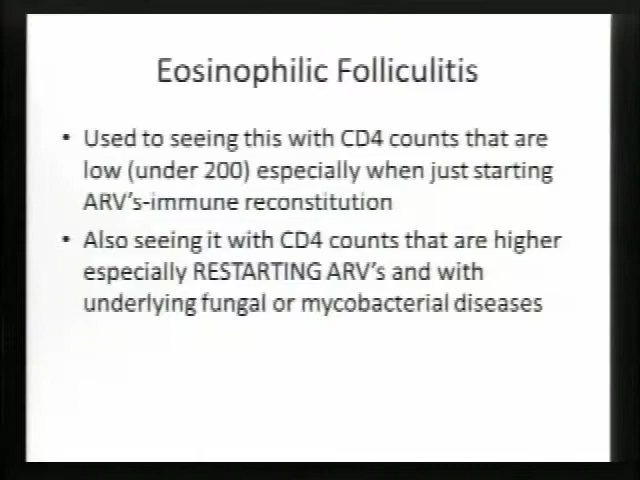 Eosinophilic Folliculitis
• Used to seeing this with CD4 counts that are
low (under 200) especially when just starting
ARV's-immune reconstitution
• Also seeing it with CD4 counts that are higher
especially RESTARTING ARV's and with
underlying fungal or mycobacterial diseases